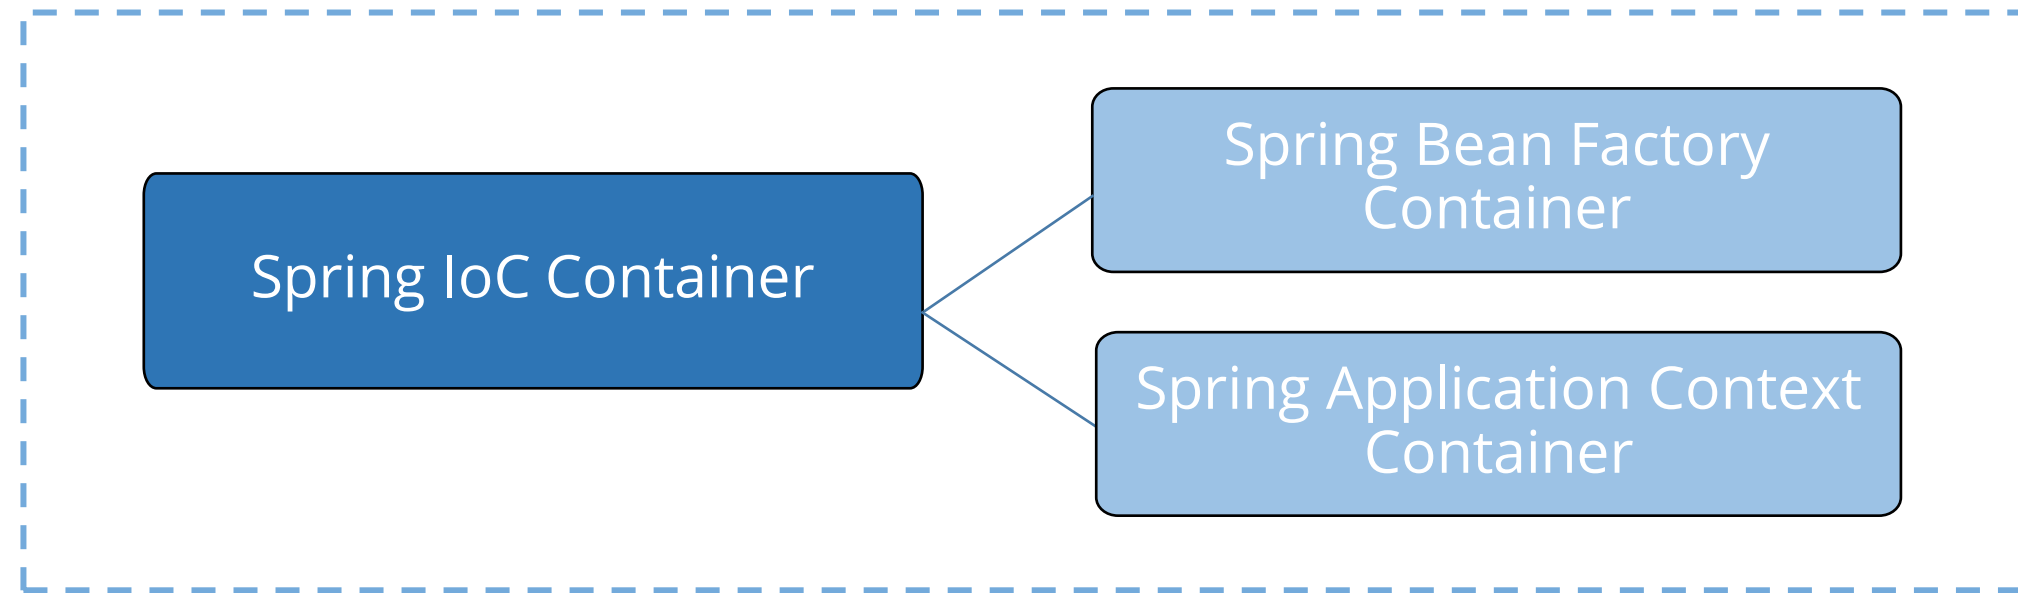 Spring IoC Container
Spring Bean Factory
Container
Spring Application Context
Container